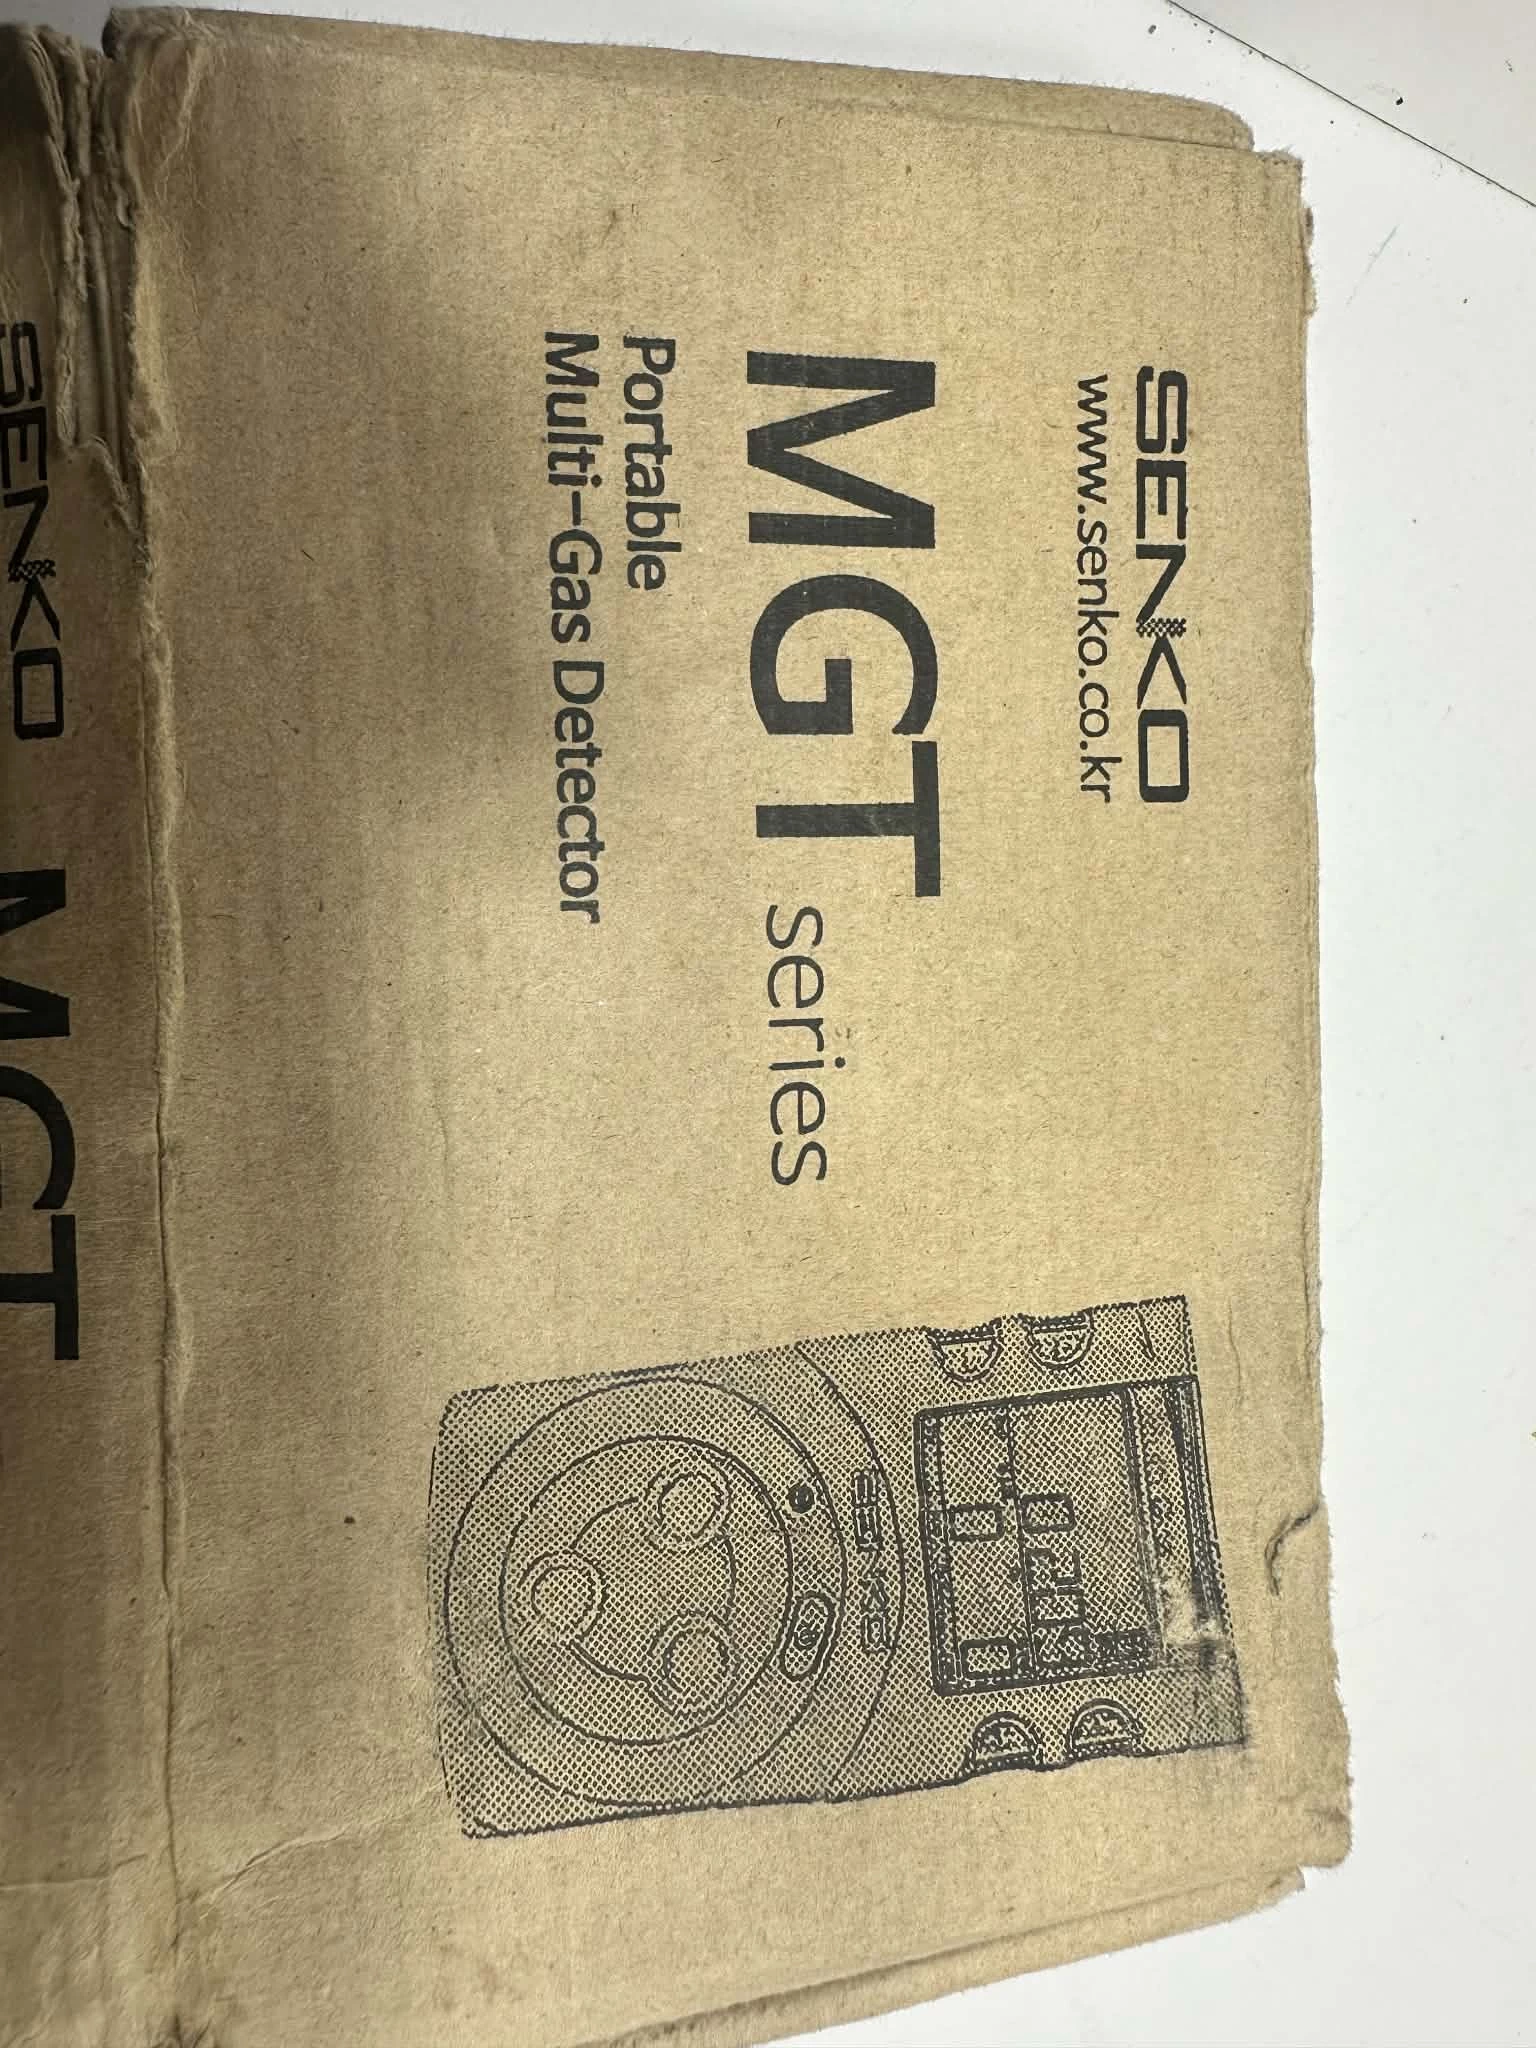 SENKO
www.senko.co.kr
MGT series
Portable
Multi-Gas Detector
SENKO
SENKO MGT